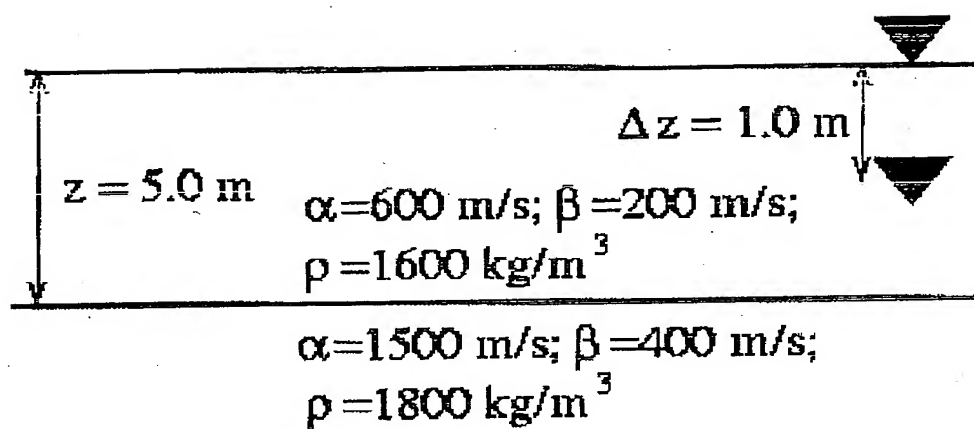 Δz = 1.0 m
z = 5.0 m
α=600 m/s; β=200 m/s;
ρ=1600 kg/m³
α=1500 m/s; β=400 m/s;
ρ=1800 kg/m³